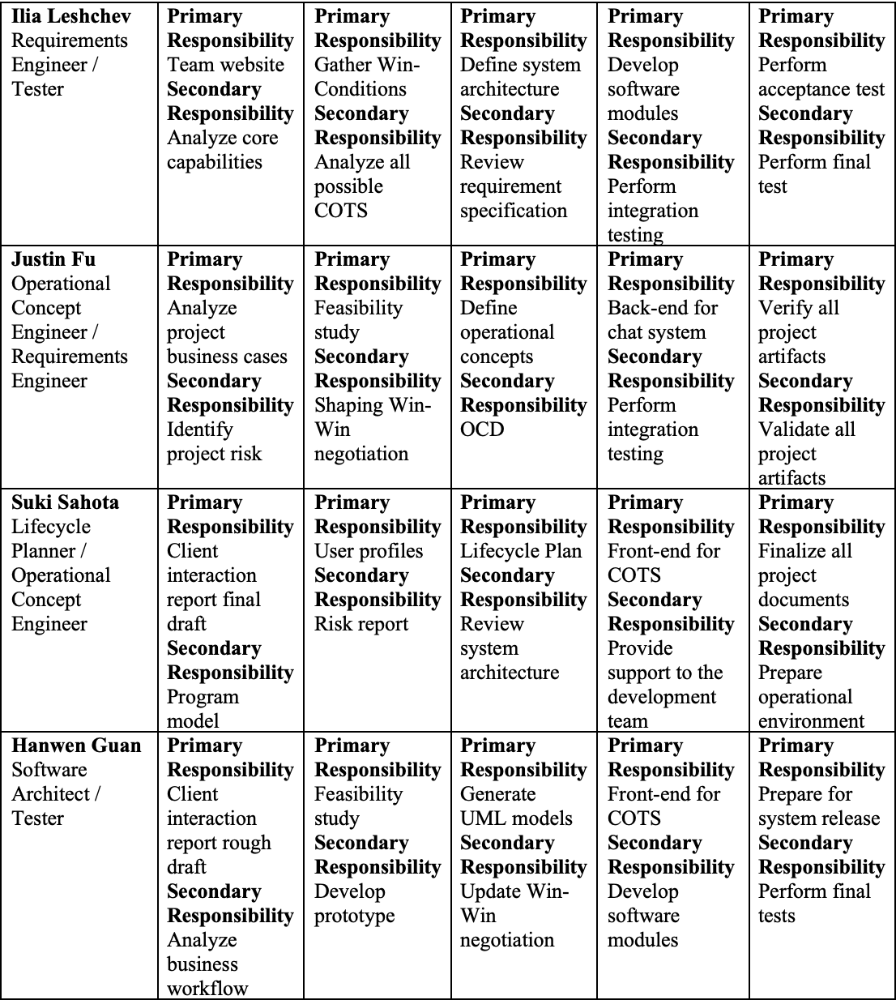 Ilia Leshchev
Requirements
Engineer /
Tester
Primary
Responsibility
Team website
Secondary
Responsibility
Analyze core
capabilities
Primary
Responsibility
Gather Win-
Conditions
Secondary
Responsibility
Analyze all
possible
COTS
Primary
Responsibility
Define system
architecture
Secondary
Responsibility
Review
requirement
specification
Primary
Responsibility
Develop
software
modules
Secondary
Responsibility
Perform
integration
testing
Primary
Responsibility
Perform
acceptance test
Secondary
Responsibility
Perform final
test
Justin Fu
Operational
Concept
Engineer /
Requirements
Engineer
Primary
Responsibility
Analyze
project
business cases
Secondary
Responsibility
Identify
project risk
Primary
Responsibility
Feasibility
study
Secondary
Responsibility
Shaping Win-
Win
negotiation
Primary
Responsibility
Define
operational
concepts
Secondary
Responsibility
OCD
Primary
Responsibility
Back-end for
chat system
Secondary
Responsibility
Perform
integration
testing
Primary
Responsibility
Verify all
project
artifacts
Secondary
Responsibility
Validate all
project
artifacts
Suki Sahota
Lifecycle
Planner /
Operational
Concept
Engineer
Primary
Responsibility
Client
interaction
report final
draft
Secondary
Responsibility
Program
model
Primary
Responsibility
User profiles
Secondary
Responsibility
Risk report
Primary
Responsibility
Lifecycle Plan
Secondary
Responsibility
Review
system
architecture
Primary
Responsibility
Front-end for
COTS
Secondary
Responsibility
Provide
support to the
development
team
Primary
Responsibility
Finalize all
project
documents
Secondary
Responsibility
Prepare
operational
environment
Hanwen Guan
Software
Architect /
Tester
Primary
Responsibility
Client
interaction
report rough
draft
Secondary
Responsibility
Analyze
business
workflow
Primary
Responsibility
Feasibility
study
Secondary
Responsibility
Develop
prototype
Primary
Responsibility
Generate
UML models
Secondary
Responsibility
Update Win-
Win
negotiation
Primary
Responsibility
Front-end for
COTS
Secondary
Responsibility
Develop
software
modules
Primary
Responsibility
Prepare for
system release
Secondary
Responsibility
Perform final
tests